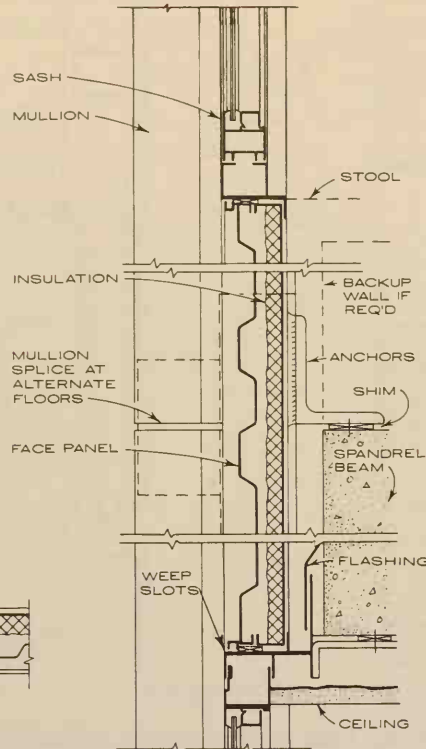 SASH
MULLION
STOOL
INSULATION
BACKUP
WALL IF
REQ'D
MULLION
SPLICE AT
ALTERNATE
FLOORS
ANCHORS
SHIM
FACE PANEL
SPANDREL
BEAM
FLASHING
WEEP
SLOTS
CEILING